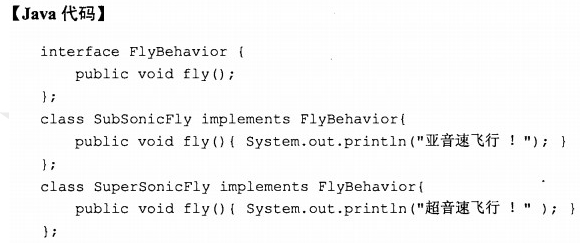 【Java 代码】
interface FlyBehavior {
public void fly();
};
class SubSonicFly implements FlyBehavior{
public void fly(){ System.out.println("亚音速飞行 ！"); }
};
class SuperSonicFly implements FlyBehavior{
public void fly(){ System.out.println("超音速飞行 ！" ); }
};